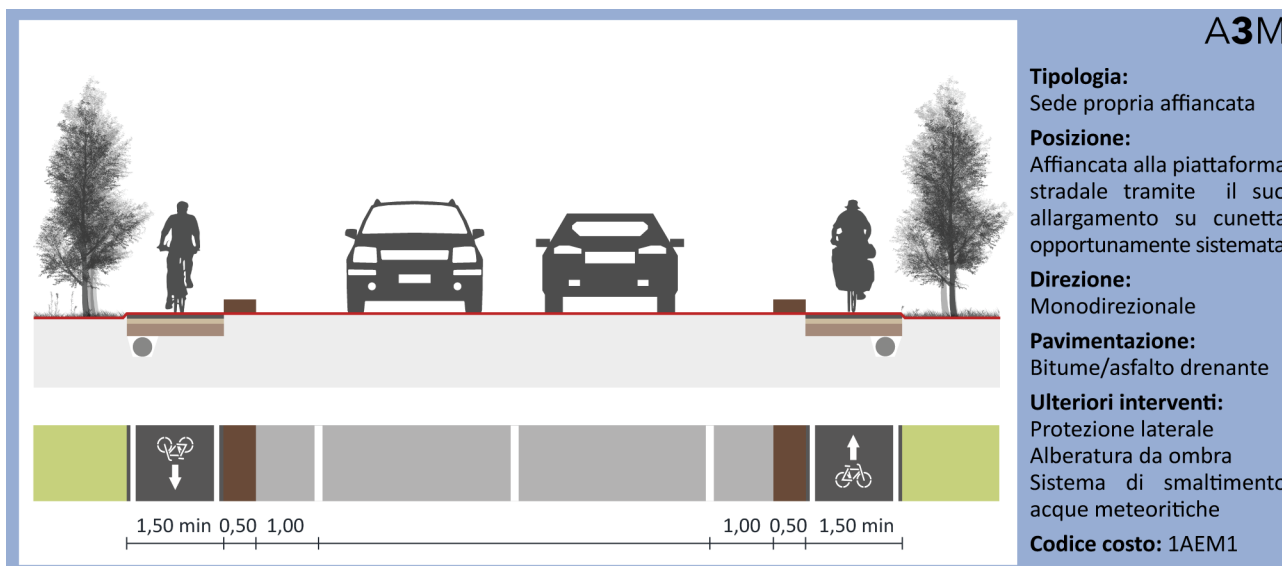 A3M
Tipologia:
Sede propria affiancata
Posizione:
Affiancata alla piattaforma
stradale tramite il suo
allargamento su cunetta
opportunamente sistemata
Direzione:
Monodirezionale
Pavimentazione:
Bitume/asfalto drenante
Ulteriori interventi:
Protezione laterale
Alberatura da ombra
Sistema di smaltimento
acque meteoritiche
Codice costo: 1AEM1
1,50 min 0,50 1,00 1,00 0,50 1,50 min